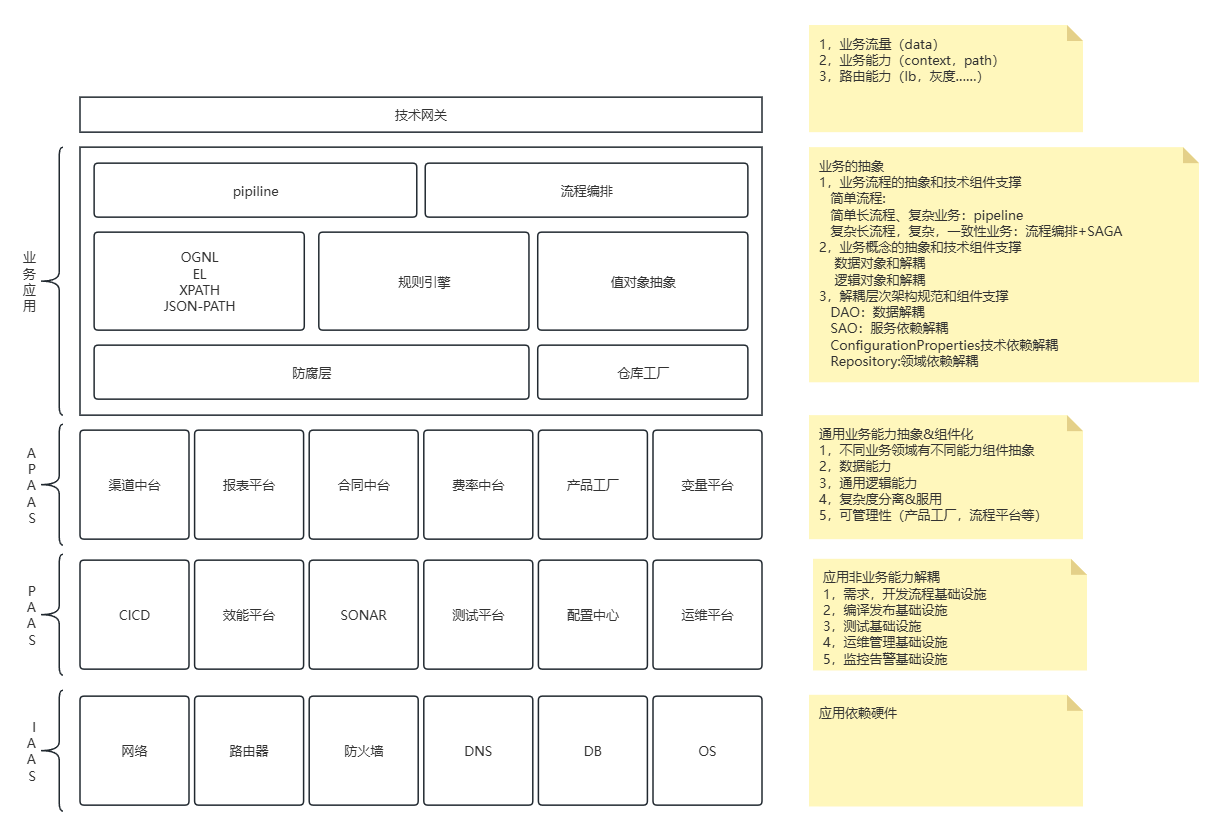 技术网关
1，业务流量（data）
2，业务能力（context，path）
3，路由能力（lb，灰度......）
业务应用
pipiline
流程编排
OGNL
EL
XPATH
JSON-PATH
规则引擎
值对象抽象
防腐层
仓库工厂
业务的抽象
1，业务流程的抽象和技术组件支撑
简单流程:
简单长流程、复杂业务：pipeline
复杂长流程，复杂，一致性业务：流程编排+SAGA
2，业务概念的抽象和技术组件支撑
数据对象和解耦
逻辑对象和解耦
3，解耦层次架构规范和组件支撑
DAO：数据解耦
SAO：服务依赖解耦
ConfigurationProperties技术依赖解耦
Repository:领域依赖解耦
APAAS
渠道中台
报表平台
合同中台
费率中台
产品工厂
变量平台
通用业务能力抽象&组件化
1，不同业务领域有不同能力组件抽象
2，数据能力
3，通用逻辑能力
4，复杂度分离&服用
5，可管理性（产品工厂，流程平台等）
PAAS
CICD
效能平台
SONAR
测试平台
配置中心
运维平台
应用非业务能力解耦
1，需求，开发流程基础设施
2，编译发布基础设施
3，测试基础设施
4，运维管理基础设施
5，监控告警基础设施
IAAS
网络
路由器
防火墙
DNS
DB
OS
应用依赖硬件